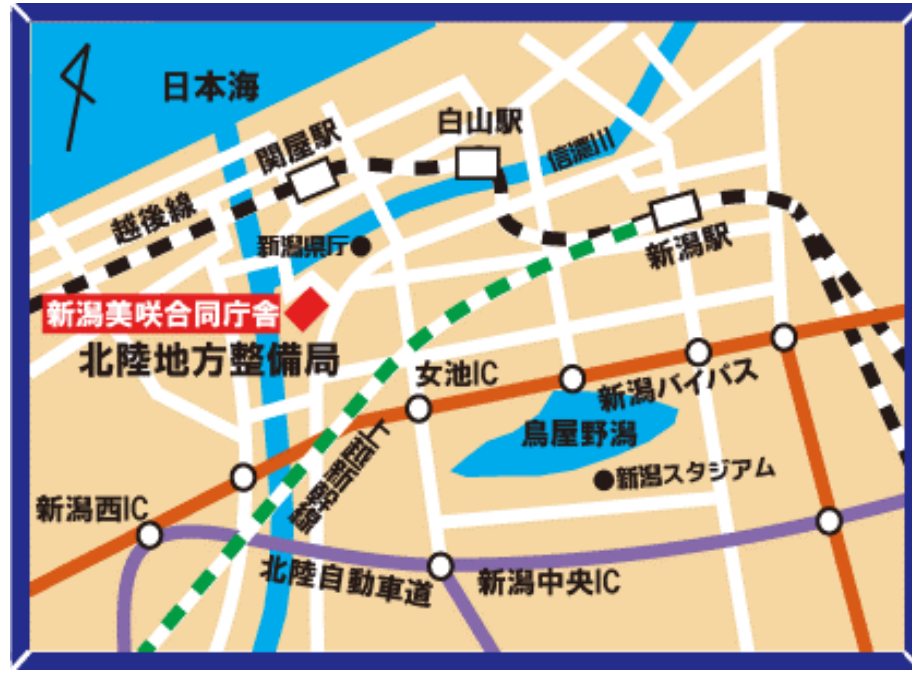 日本海
白山駅
関屋駅
信濃川
越後線
新潟県庁
新潟駅
新潟美咲合同庁舎
北陸地方整備局
女池IC
新潟バイパス
鳥屋野潟
上越新幹線
新潟スタジアム
新潟西IC
北陸自動車道
新潟中央IC